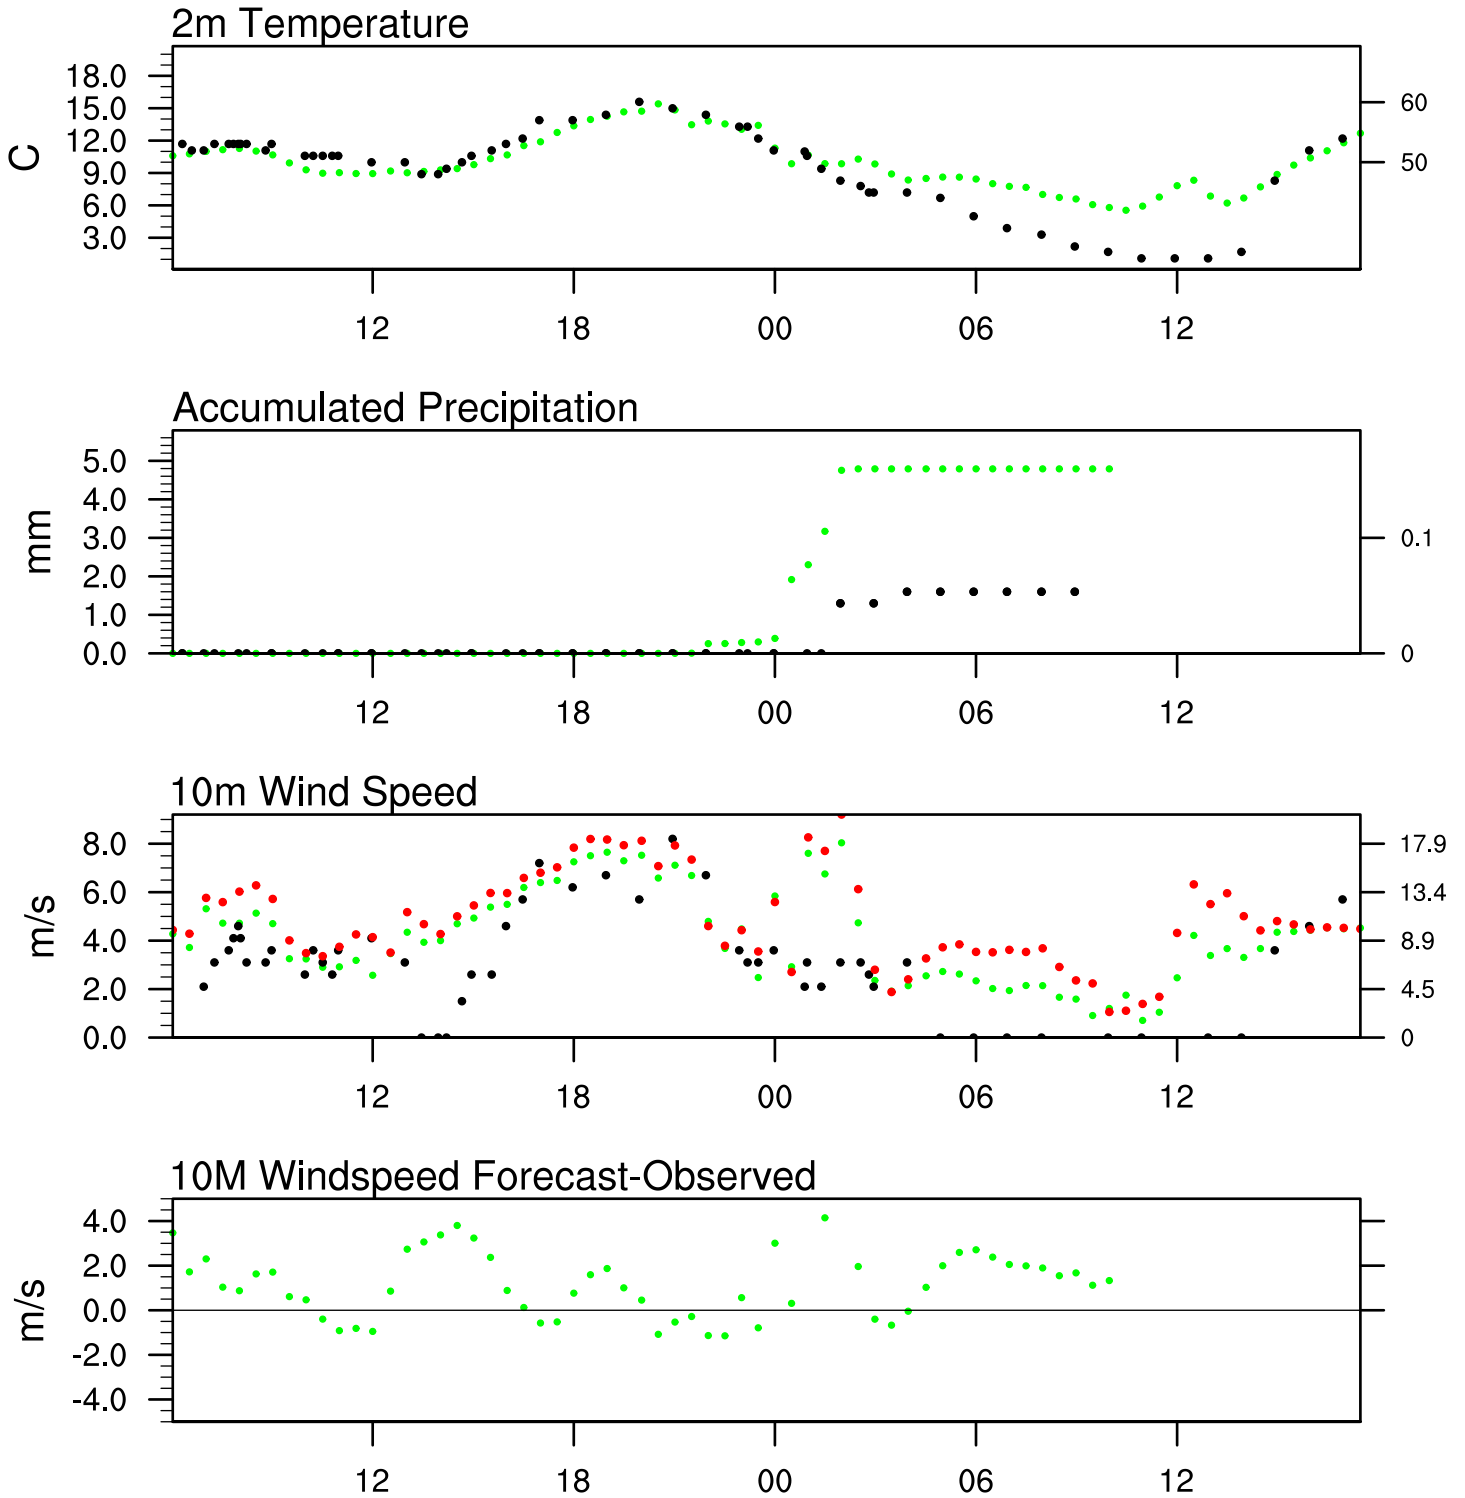 2m Temperature
18.0
15.0
12.0
9.0
6.0
3.0
C
60
50
12 18 00 06 12
Accumulated Precipitation
5.0
4.0
3.0
2.0
1.0
0.0
mm
0.1
0
12 18 00 06 12
10m Wind Speed
8.0
6.0
4.0
2.0
0.0
m/s
17.9
13.4
8.9
4.5
0
12 18 00 06 12
10M Windspeed Forecast-Observed
4.0
2.0
0.0
-2.0
-4.0
m/s
12 18 00 06 12